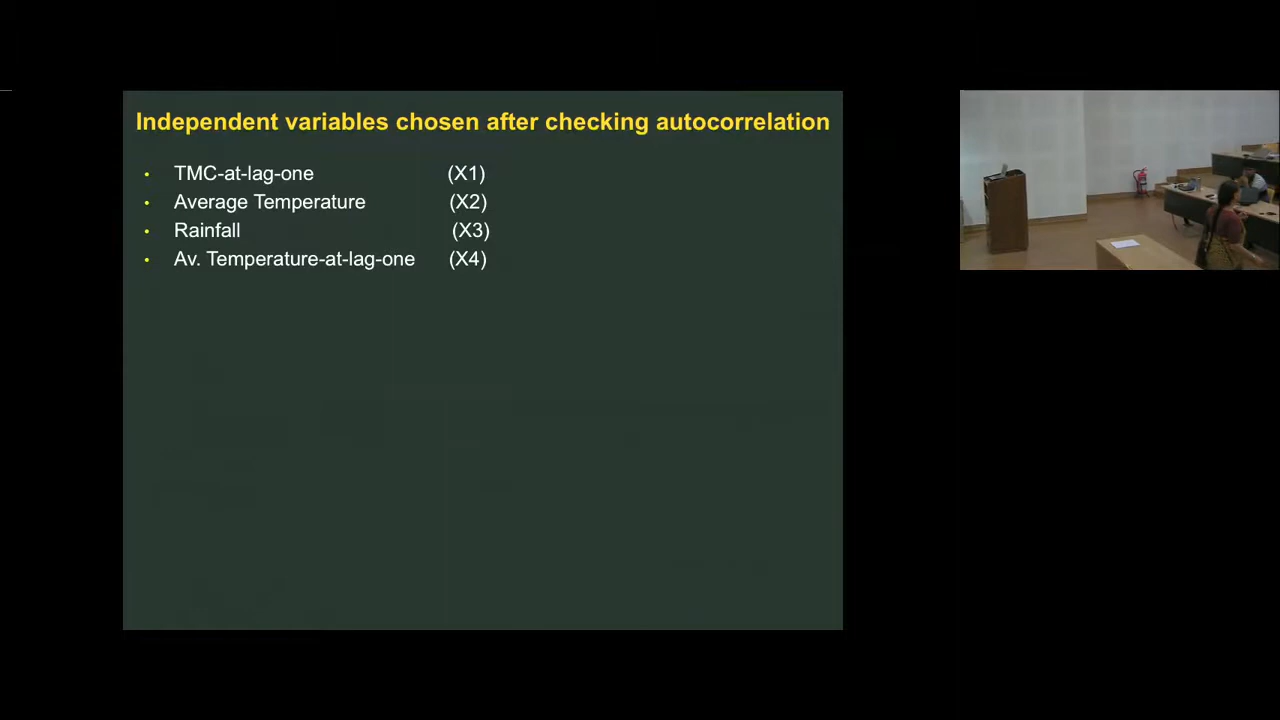 Independent variables chosen after checking autocorrelation
• TMC-at-lag-one (X1)
• Average Temperature (X2)
• Rainfall (X3)
• Av. Temperature-at-lag-one (X4)